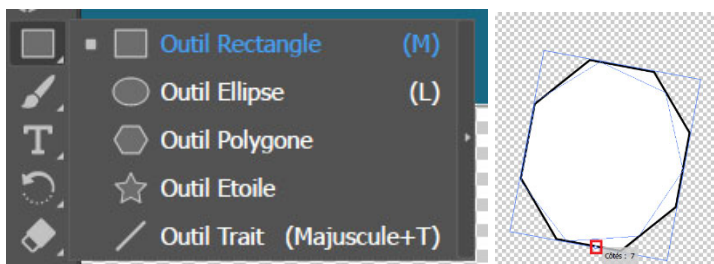 Outil Rectangle (M)
Outil Ellipse (L)
Outil Polygone
Outil Etoile
Outil Trait (Majuscule+T)
Côtés : 7